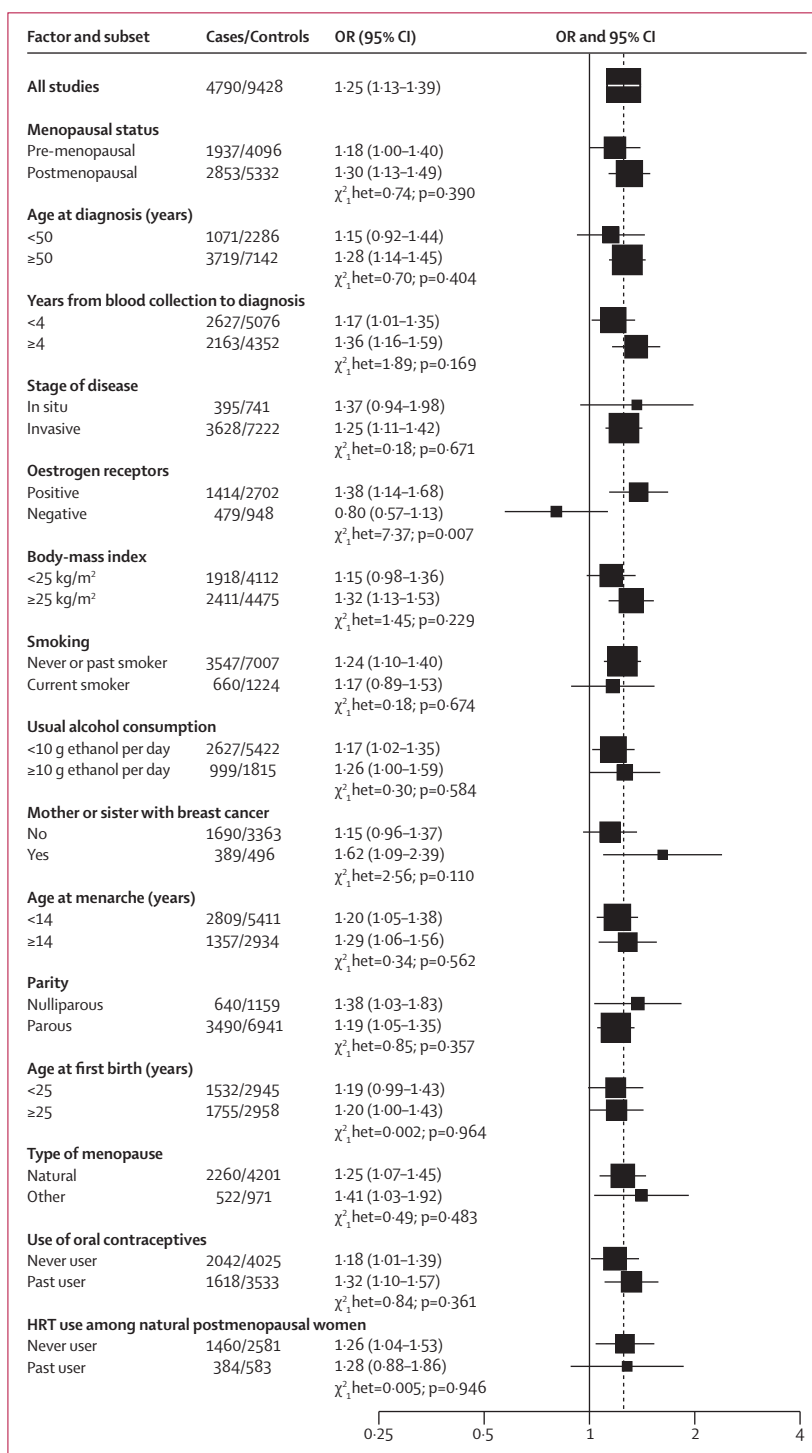 Factor and subset Cases/Controls OR (95% CI) OR and 95% CI
All studies 4790/9428 1·25 (1·13–1·39)
Menopausal status
Pre-menopausal 1937/4096 1·18 (1·00–1·40)
Postmenopausal 2853/5332 1·30 (1·13–1·49)
χ²₁het=0·74; p=0·390
Age at diagnosis (years)
<50 1071/2286 1·15 (0·92–1·44)
≥50 3719/7142 1·28 (1·14–1·45)
χ²₁het=0·70; p=0·404
Years from blood collection to diagnosis
<4 2627/5076 1·17 (1·01–1·35)
≥4 2163/4352 1·36 (1·16–1·59)
χ²₁het=1·89; p=0·169
Stage of disease
In situ 395/741 1·37 (0·94–1·98)
Invasive 3628/7222 1·25 (1·11–1·42)
χ²₁het=0·18; p=0·671
Oestrogen receptors
Positive 1414/2702 1·38 (1·14–1·68)
Negative 479/948 0·80 (0·57–1·13)
χ²₁het=7·37; p=0·007
Body-mass index
<25 kg/m² 1918/4112 1·15 (0·98–1·36)
≥25 kg/m² 2411/4475 1·32 (1·13–1·53)
χ²₁het=1·45; p=0·229
Smoking
Never or past smoker 3547/7007 1·24 (1·10–1·40)
Current smoker 660/1224 1·17 (0·89–1·53)
χ²₁het=0·18; p=0·674
Usual alcohol consumption
<10 g ethanol per day 2627/5422 1·17 (1·02–1·35)
≥10 g ethanol per day 999/1815 1·26 (1·00–1·59)
χ²₁het=0·30; p=0·584
Mother or sister with breast cancer
No 1690/3363 1·15 (0·96–1·37)
Yes 389/496 1·62 (1·09–2·39)
χ²₁het=2·56; p=0·110
Age at menarche (years)
<14 2809/5411 1·20 (1·05–1·38)
≥14 1357/2934 1·29 (1·06–1·56)
χ²₁het=0·34; p=0·562
Parity
Nulliparous 640/1159 1·38 (1·03–1·83)
Parous 3490/6941 1·19 (1·05–1·35)
χ²₁het=0·85; p=0·357
Age at first birth (years)
<25 1532/2945 1·19 (0·99–1·43)
≥25 1755/2958 1·20 (1·00–1·43)
χ²₁het=0·002; p=0·964
Type of menopause
Natural 2260/4201 1·25 (1·07–1·45)
Other 522/971 1·41 (1·03–1·92)
χ²₁het=0·49; p=0·483
Use of oral contraceptives
Never user 2042/4025 1·18 (1·01–1·39)
Past user 1618/3533 1·32 (1·10–1·57)
χ²₁het=0·84; p=0·361
HRT use among natural postmenopausal women
Never user 1460/2581 1·26 (1·04–1·53)
Past user 384/583 1·28 (0·88–1·86)
χ²₁het=0·005; p=0·946
0·25 0·5 1 2 4